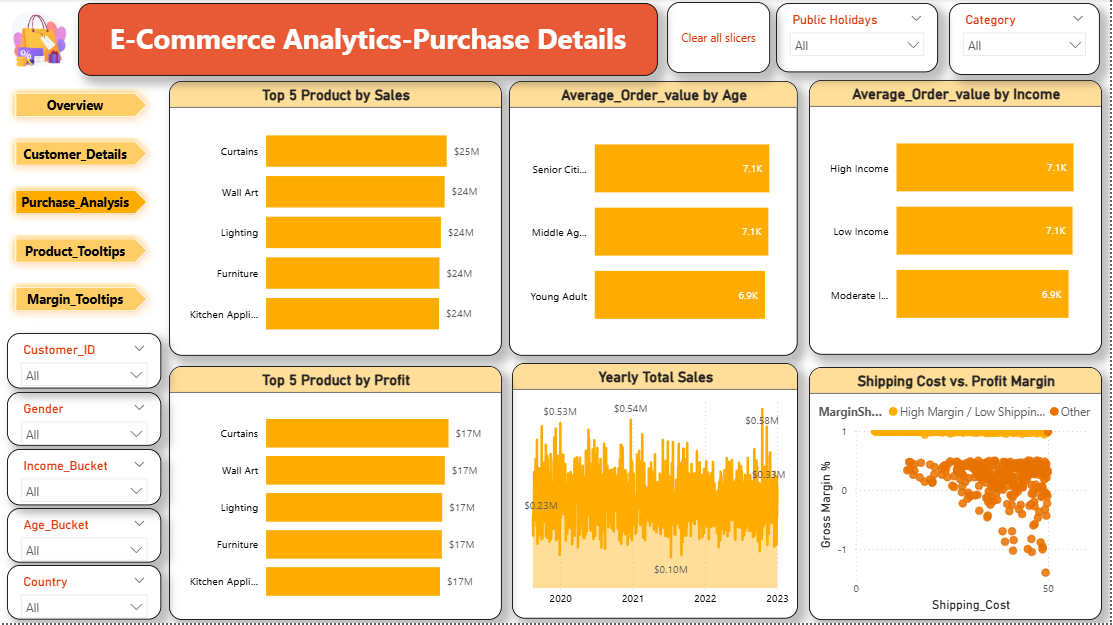 E-Commerce Analytics-Purchase Details
Clear all slicers
Public Holidays
All
Category
All
Overview
Customer_Details
Purchase_Analysis
Product_Tooltips
Margin_Tooltips
Customer_ID
All
Gender
All
Income_Bucket
All
Age_Bucket
All
Country
All
Top 5 Product by Sales
Curtains $25M
Wall Art $24M
Lighting $24M
Furniture $24M
Kitchen Appli... $24M
Average_Order_value by Age
Senior Citi... 7.1K
Middle Ag... 7.1K
Young Adult 6.9K
Average_Order_value by Income
High Income 7.1K
Low Income 7.1K
Moderate I... 6.9K
Top 5 Product by Profit
Curtains $17M
Wall Art $17M
Lighting $17M
Furniture $17M
Kitchen Appli... $17M
Yearly Total Sales
$0.53M $0.54M $0.58M
$0.33M
$0.23M
$0.10M
2020 2021 2022 2023
Shipping Cost vs. Profit Margin
MarginSh... High Margin / Low Shippin... Other
1
0
-1
Gross Margin %
0 50
Shipping_Cost